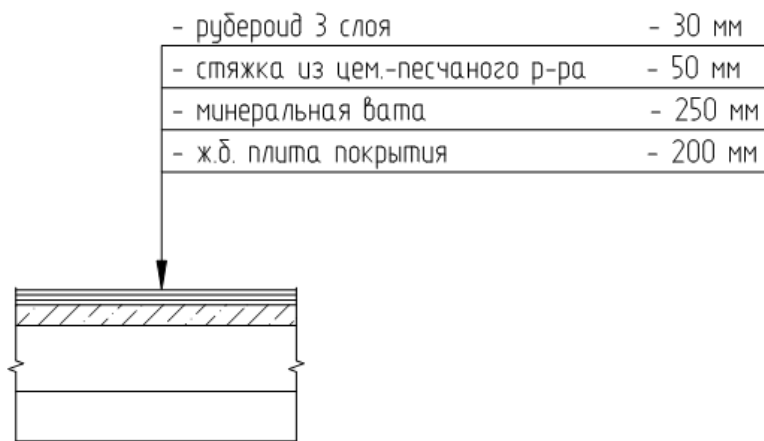 - рубероид 3 слоя - 30 мм
- стяжка из цем.-песчаного р-ра - 50 мм
- минеральная вата - 250 мм
- ж.б. плита покрытия - 200 мм